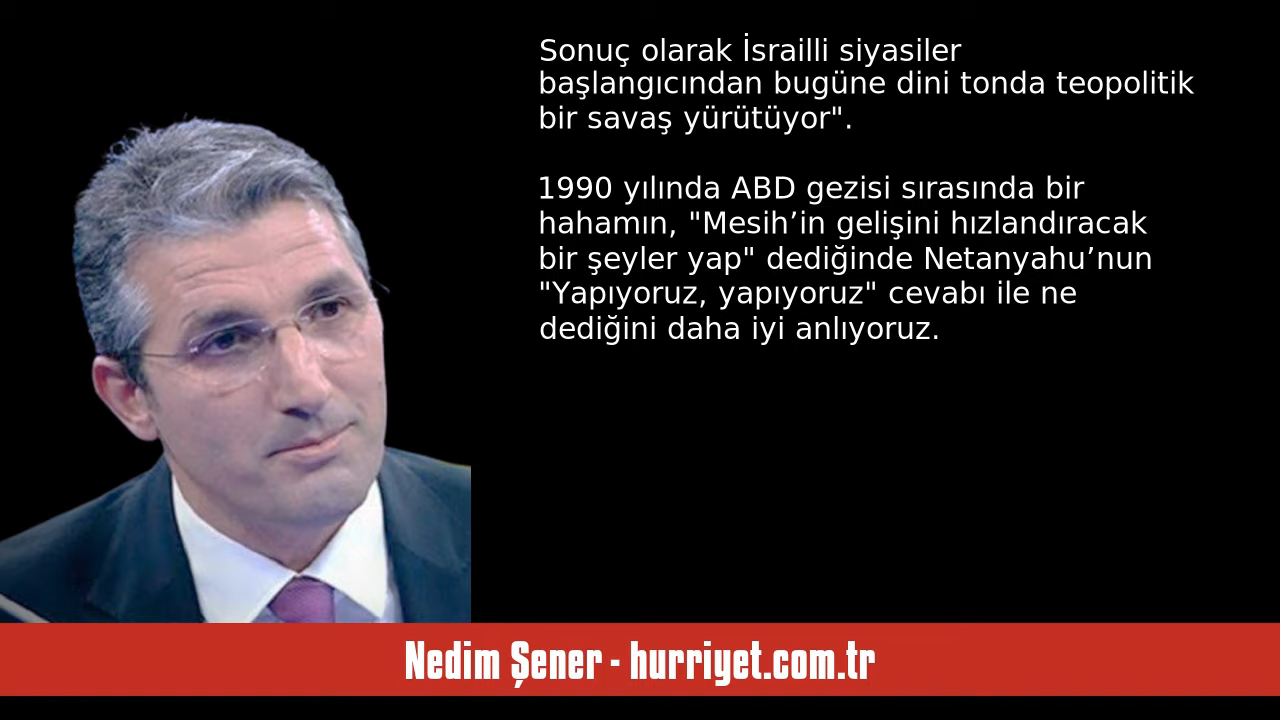 Sonuç olarak İsrailli siyasiler
başlangıcından bugüne dini tonda teopolitik
bir savaş yürütüyor".
1990 yılında ABD gezisi sırasında bir
hahamın, "Mesih’in gelişini hızlandıracak
bir şeyler yap" dediğinde Netanyahu’nun
"Yapıyoruz, yapıyoruz" cevabı ile ne
dediğini daha iyi anlıyoruz.
Nedim Şener - hurriyet.com.tr